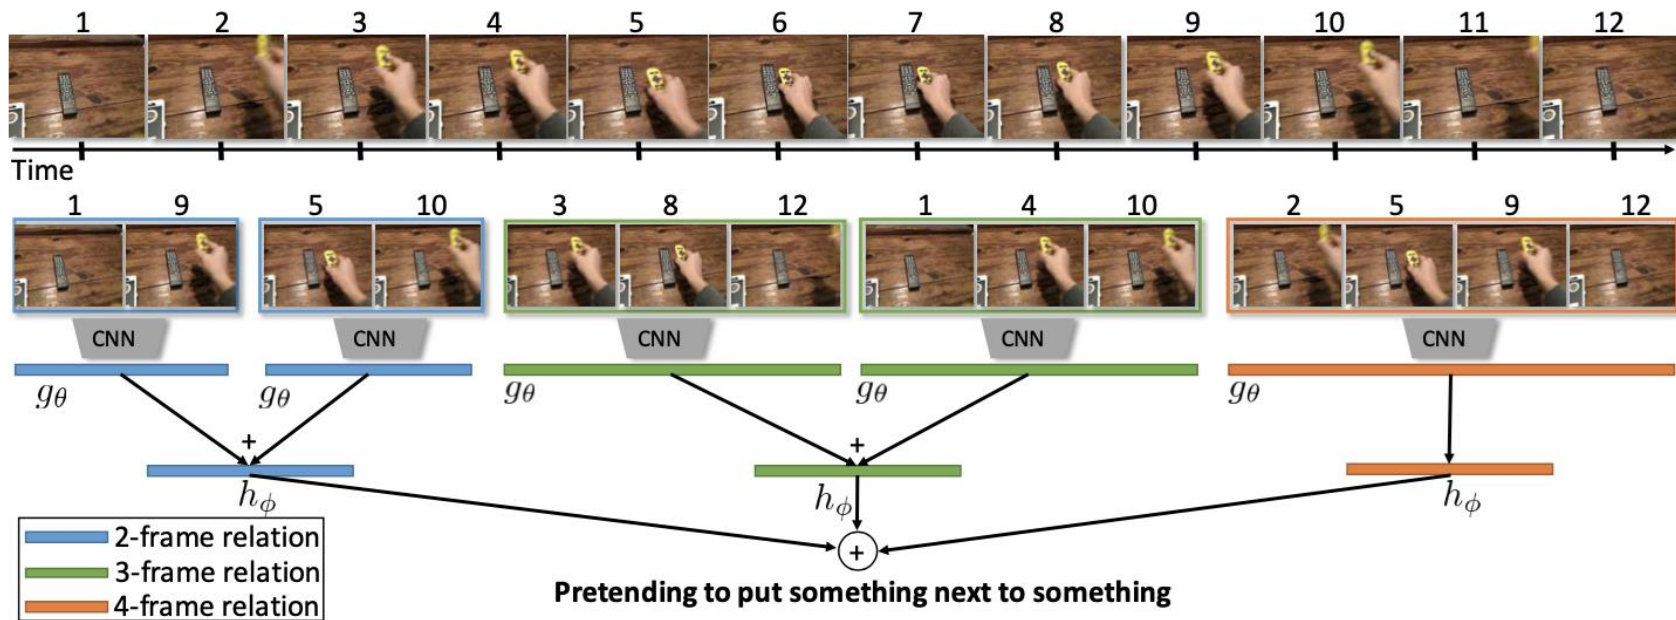 1 2 3 4 5 6 7 8 9 10 11 12
Time
1 9 5 10 3 8 12 1 4 10 2 5 9 12
CNN CNN CNN CNN CNN
gθ gθ gθ gθ gθ
+ +
hϕ hϕ hϕ
+
2-frame relation
3-frame relation
4-frame relation
Pretending to put something next to something